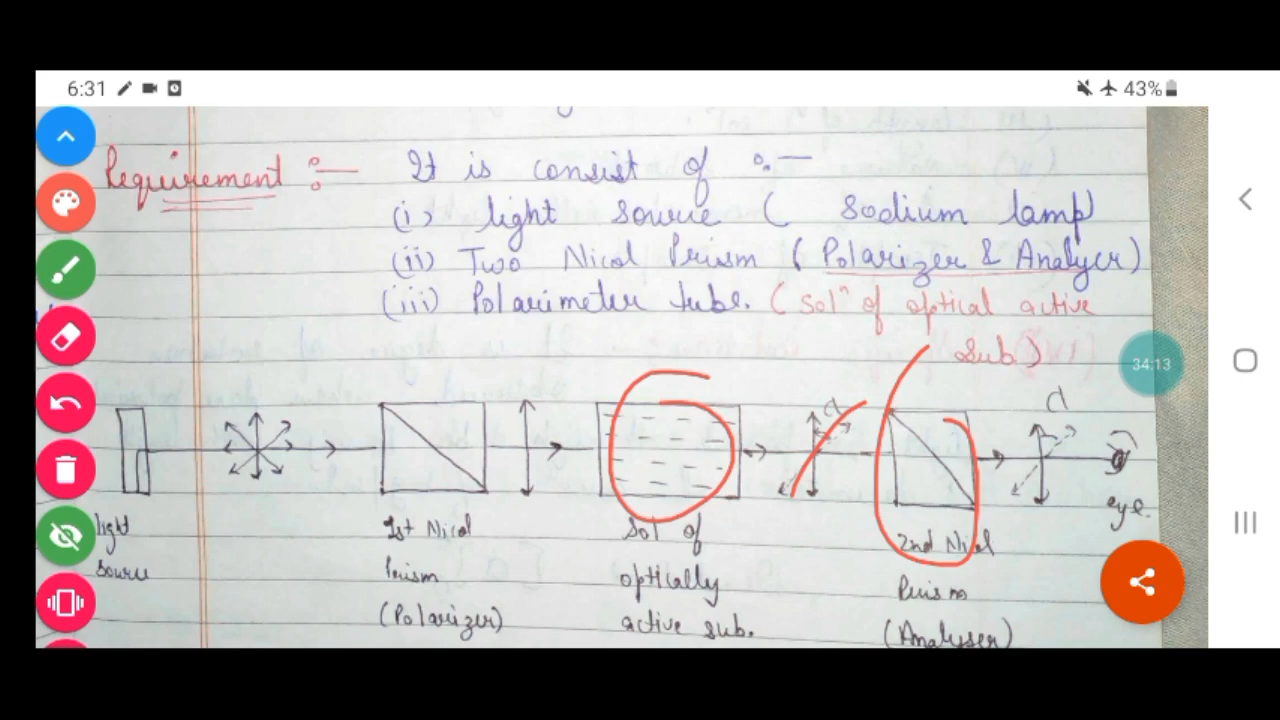 6:31
43%
Requirement :— It is consist of :—
(i) light source ( Sodium lamp)
(ii) Two Nicol Prism ( Polarizer & Analyer)
(iii) Polarimeter tube. ( Solⁿ of optical active
sub)
34:13
α
d
eye.
light
source
1st Nicol
Prism
(Polarizer)
Sol of
optically
active sub.
2nd Nicol
Prism
(Analyser)